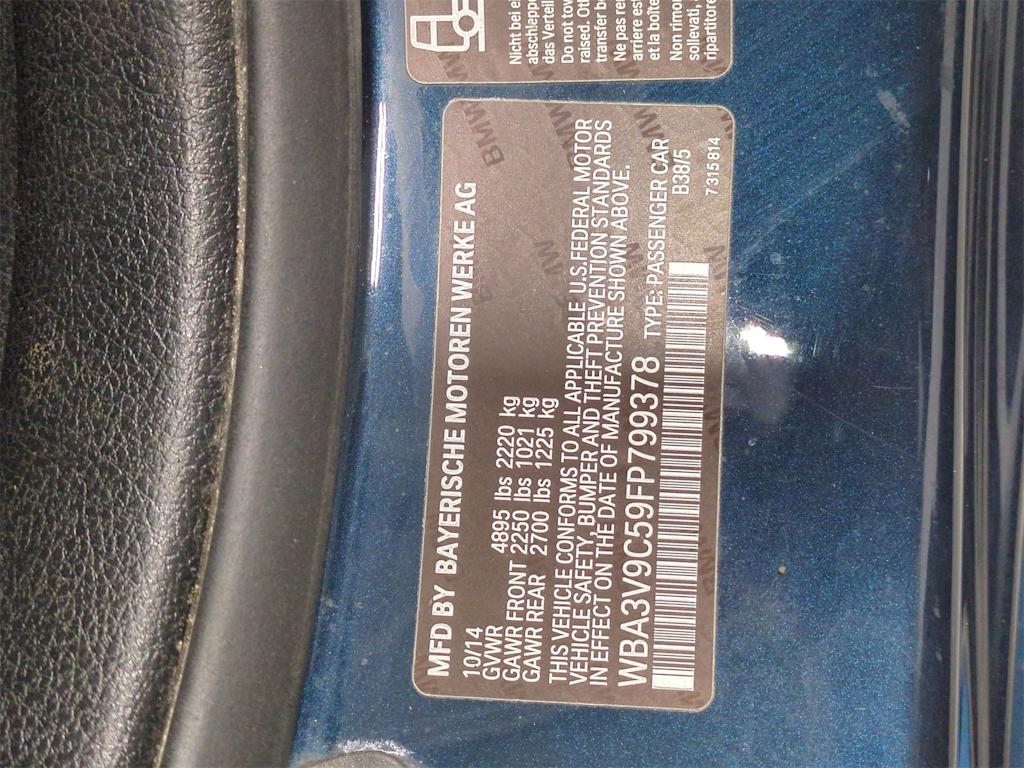 MFD BY BAYERISCHE MOTOREN WERKE AG
10/14
GVWR 4895 lbs 2220 kg
GAWR FRONT 2250 lbs 1021 kg
GAWR REAR 2700 lbs 1225 kg
THIS VEHICLE CONFORMS TO ALL APPLICABLE U.S.FEDERAL MOTOR
VEHICLE SAFETY, BUMPER AND THEFT PREVENTION STANDARDS
IN EFFECT ON THE DATE OF MANUFACTURE SHOWN ABOVE.
WBA3V9C59FP799378 TYPE: PASSENGER CAR
B38/5
7315814
Nicht bei
abschlepp
das Verteil
Do not tow
raised. Ot
transfer b
Ne pas re
arriere es
et la boîte
Non rimo
sollevati,
ripartitore